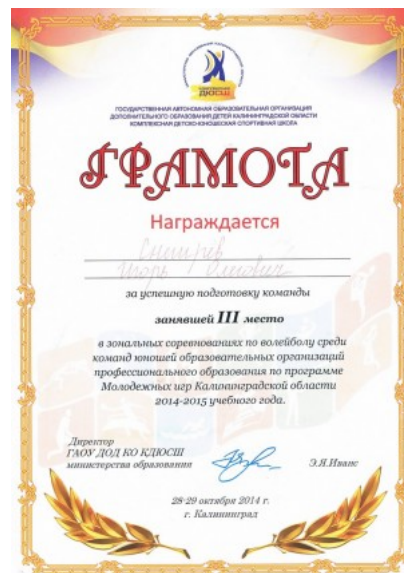 ДЮСШ
ГОСУДАРСТВЕННАЯ АВТОНОМНАЯ ОБРАЗОВАТЕЛЬНАЯ ОРГАНИЗАЦИЯ
ДОПОЛНИТЕЛЬНОГО ОБРАЗОВАНИЯ ДЕТЕЙ КАЛИНИНГРАДСКОЙ ОБЛАСТИ
КОМПЛЕКСНАЯ ДЕТСКО-ЮНОШЕСКАЯ СПОРТИВНАЯ ШКОЛА
ГРАМОТА
Награждается
Игорь
за успешную подготовку команды
занявшей III место
в зональных соревнованиях по волейболу среди
команд юношей образовательных организаций
профессионального образования по программе
Молодежных игр Калининградской области
2014-2015 учебного года.
Директор
ГАОУ ДОД КО КДЮСШ
министерства образования
Э.Я.Иванс
28-29 октября 2014 г.
г. Калининград